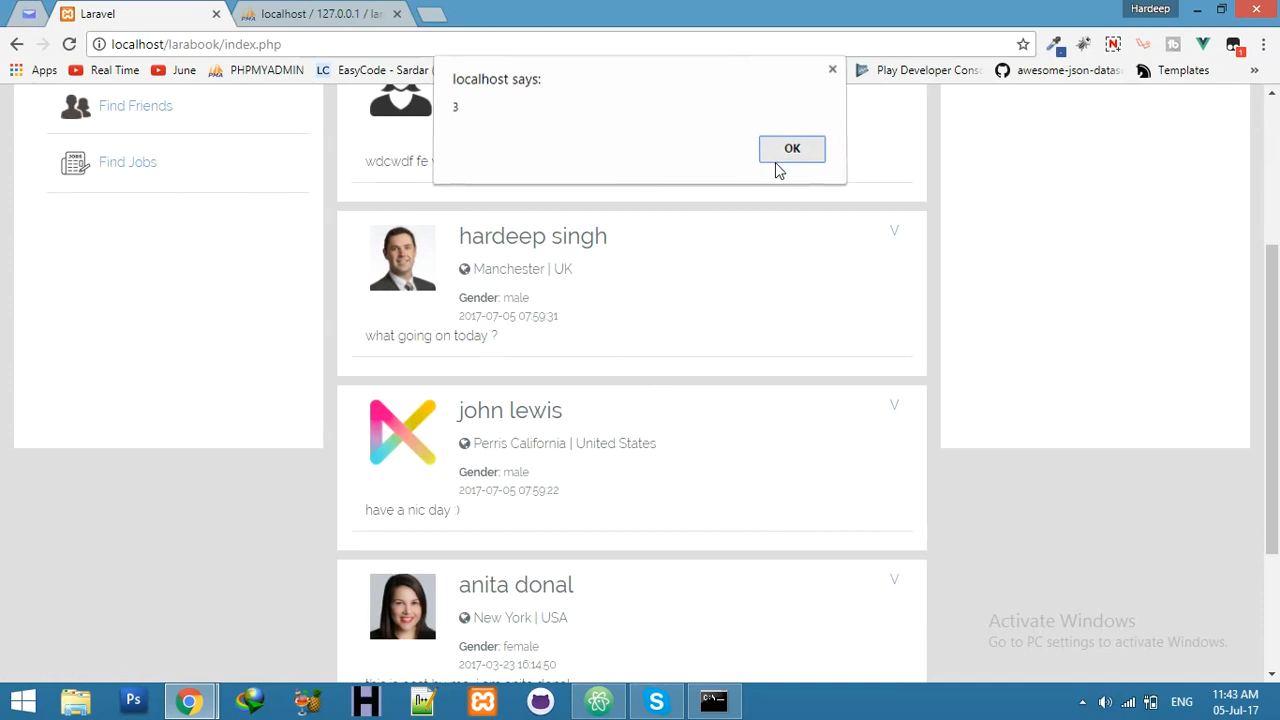 Hardeep
Laravel
localhost / 127.0.0.1 / lar
localhost/larabook/index.php
Apps
Real Time
June
PHPMYADMIN
EasyCode - Sardar
Play Developer Cons
awesome-json-datas
Templates
»
localhost says:
3
OK
Find Friends
Find Jobs
wdcwdf fe
hardeep singh
V
Manchester | UK
Gender: male
2017-07-05 07:59:31
what going on today ?
john lewis
V
Perris California | United States
Gender: male
2017-07-05 07:59:22
have a nic day :)
anita donal
V
New York | USA
Gender: female
2017-03-23 16:14:50
Activate Windows
Go to PC settings to activate Windows.
Ps
ENG
11:43 AM
05-Jul-17